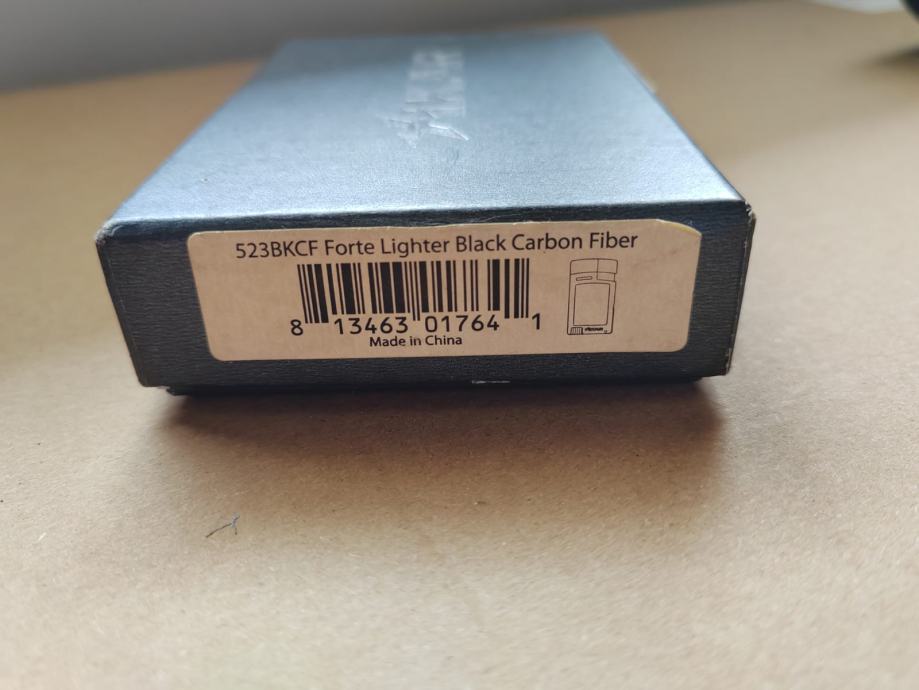 523BKCF Forte Lighter Black Carbon Fiber
8 13463 01764 1
Made in China